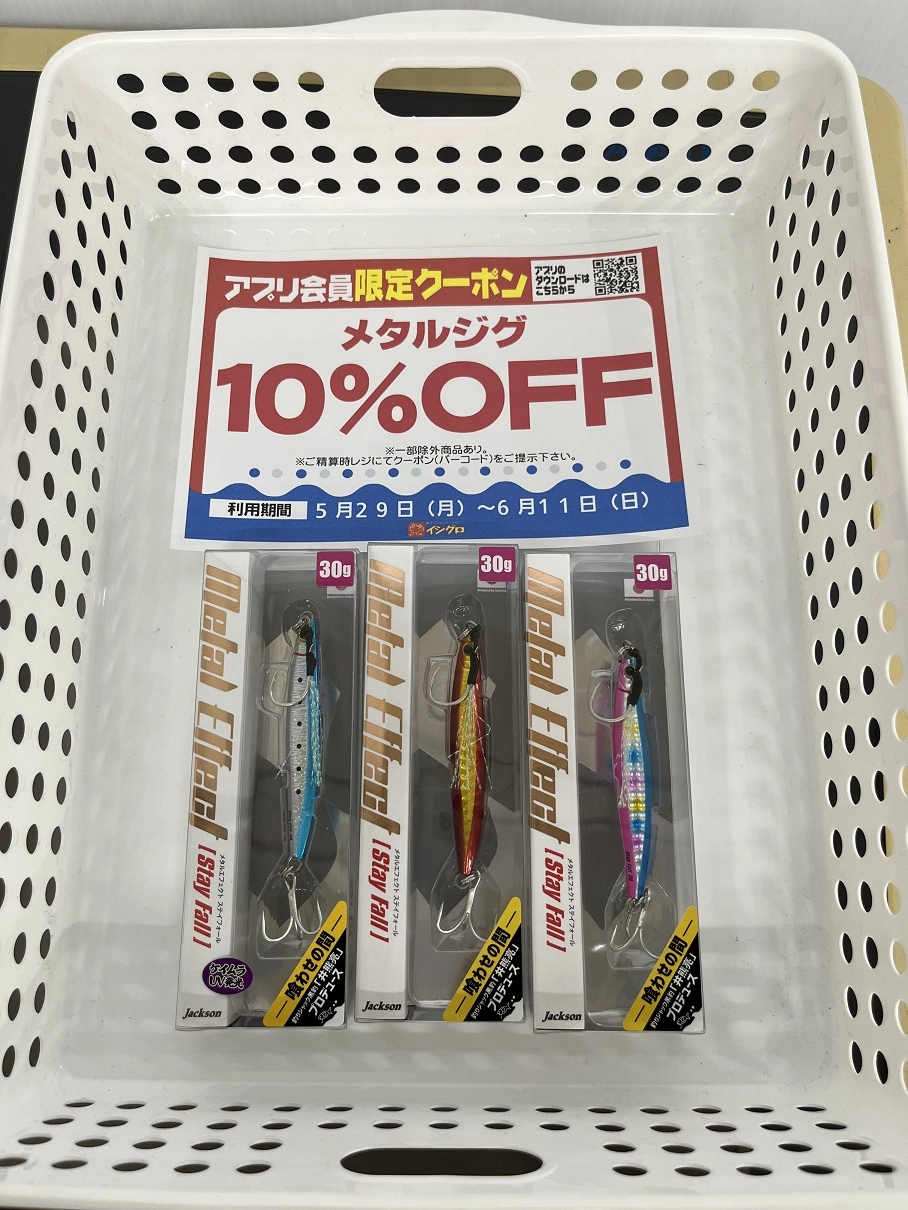 アプリ会員限定クーポン
アプリの
ダウンロードは
こちらから
メタルジグ
10%OFF
※一部除外商品あり。
※ご精算時レジにてクーポン(バーコード)をご提示下さい。
利用期間
5月29日(月)～6月11日(日)
イシグロ
30g
Metal Effect
[Stay Fall]
メタルエフェクト ステイフォール
ケイムラ
UV発光
Jackson
喰わせの間
プロデュース
30g
Metal Effect
[Stay Fall]
メタルエフェクト ステイフォール
Jackson
喰わせの間
プロデュース
30g
Metal Effect
[Stay Fall]
メタルエフェクト ステイフォール
Jackson
喰わせの間
プロデュース